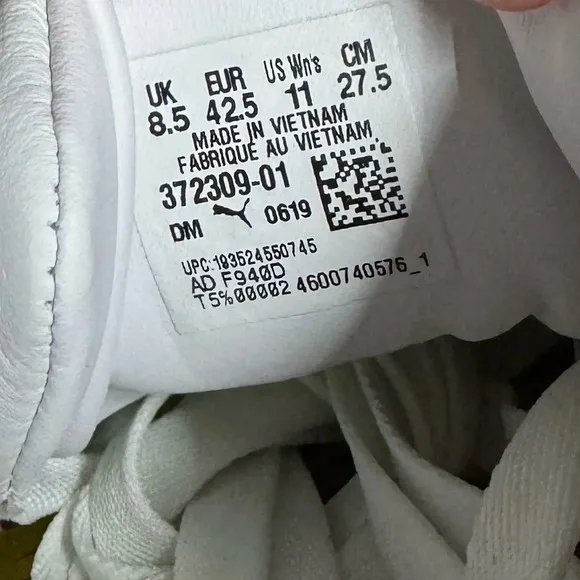 UK EUR US Wn's CM
8.5 42.5 11 27.5
MADE IN VIETNAM
FABRIQUÉ AU VIETNAM
372309-01
DM 0619
UPC:193524550745
AD F940D
T5%00002 4600740576_1